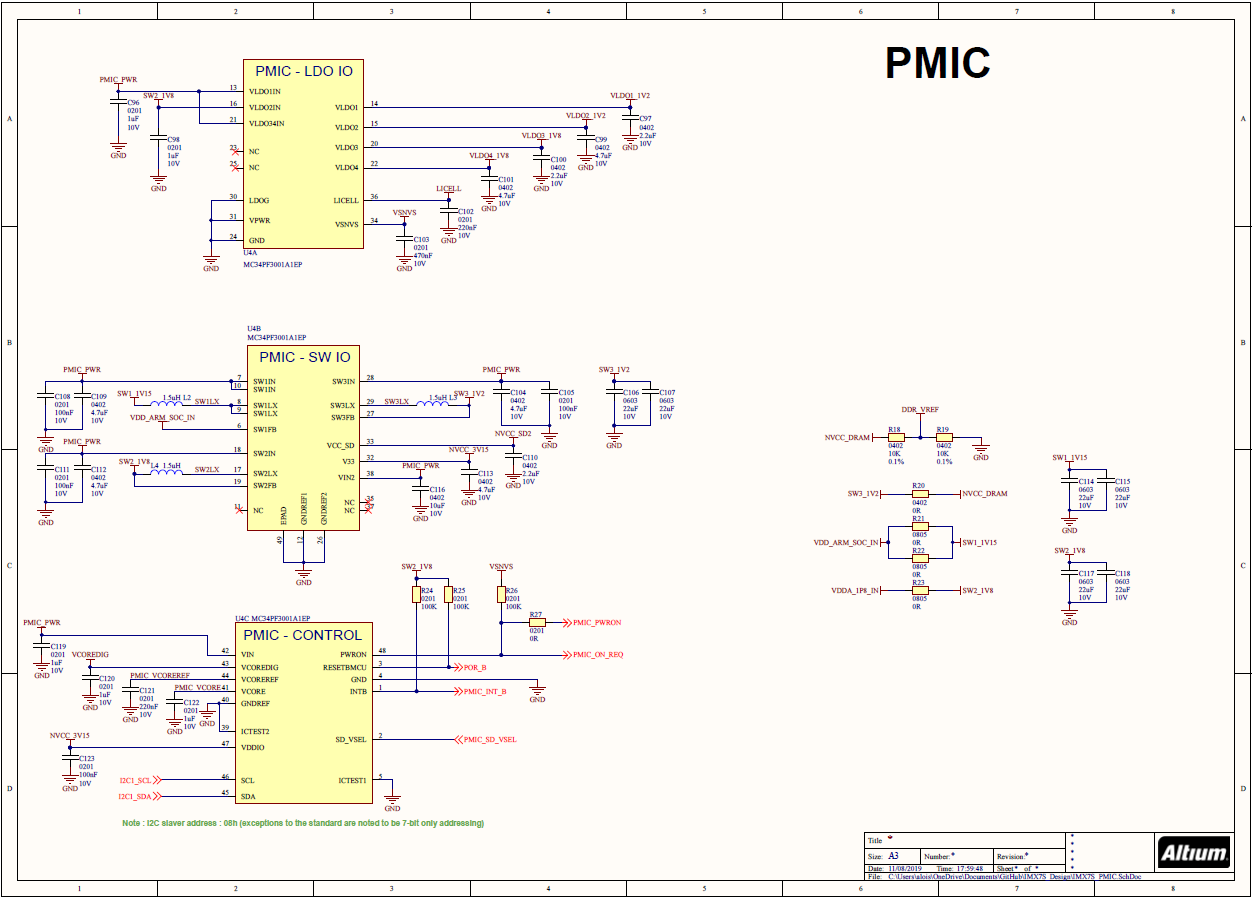 1 2 3 4 5 6 7 8
A
B
C
D
PMIC
PMIC - LDO IO
PMIC_PWR
C96
0201
1uF
10V
GND
SW2_1V8
C98
0201
1uF
10V
GND
13 VLDO1IN
16 VLDO2IN
21 VLDO34IN
23 NC
25 NC
30 LDOG
31 VPWR
24 GND
GND
VLDO1 14
VLDO2 15
VLDO3 20
VLDO4 22
LICELL 36
VSNVS 34
U4A
MC34PF3001A1EP
VLDO1_1V2
C97
0402
2.2uF
10V
GND
VLDO2_1V2
C99
0402
4.7uF
10V
GND
VLDO3_1V8
C100
0402
2.2uF
10V
GND
VLDO4_1V8
C101
0402
4.7uF
10V
GND
LICELL
C102
0201
220nF
10V
GND
VSNVS
C103
0201
470nF
10V
GND
U4B
MC34PF3001A1EP
PMIC - SW IO
PMIC_PWR
C108
0201
100nF
10V
C109
0402
4.7uF
10V
GND
SW1_1V15
1.5uH L2
SW1LX
VDD_ARM_SOC_IN
PMIC_PWR
C111
0201
100nF
10V
C112
0402
4.7uF
10V
GND
SW2_1V8
L4 1.5uH
SW2LX
7 SW1IN
10 SW1IN
8 SW1LX
9 SW1LX
6 SW1FB
18 SW2IN
17 SW2LX
19 SW2FB
11 NC
EPAD
GNDREF1
GNDREF2
49
12
26
GND
SW3IN 28
SW3LX 29
SW3FB 27
VCC_SD 33
V33 32
VIN2 38
NC 35
NC 37
PMIC_PWR
C104
0402
4.7uF
10V
C105
0201
100nF
10V
GND
SW3LX
1.5uH L3
SW3_1V2
NVCC_SD2
C110
0402
2.2uF
10V
GND
NVCC_3V15
C113
0402
4.7uF
10V
GND
PMIC_PWR
C116
0402
10uF
10V
GND
SW3_1V2
C106
0603
22uF
10V
C107
0603
22uF
10V
GND
DDR_VREF
NVCC_DRAM
R18
0402
10K
0.1%
R19
0402
10K
0.1%
GND
SW3_1V2
R20
0402
0R
NVCC_DRAM
VDD_ARM_SOC_IN
R21
0805
0R
R22
0805
0R
SW1_1V15
VDDA_1P8_IN
R23
0805
0R
SW2_1V8
SW1_1V15
C114
0603
22uF
10V
C115
0603
22uF
10V
GND
SW2_1V8
C117
0603
22uF
10V
C118
0603
22uF
10V
GND
U4C MC34PF3001A1EP
PMIC - CONTROL
PMIC_PWR
C119
0201
1uF
10V
GND
VCOREDIG
C120
0201
1uF
10V
GND
PMIC_VCOREREF
C121
0201
220nF
10V
GND
PMIC_VCORE
C122
0201
1uF
10V
GND
GND
NVCC_3V15
C123
0201
100nF
10V
GND
I2C1_SCL
I2C1_SDA
42 VIN
43 VCOREDIG
44 VCOREREF
41 VCORE
40 GNDREF
39 ICTEST2
47 VDDIO
46 SCL
45 SDA
PWRON 48
RESETBMCU 3
GND 4
INTB 1
SD_VSEL 2
ICTEST1 5
SW2_1V8
R24
0201
100K
R25
0201
100K
VSNVS
R26
0201
100K
R27
0201
0R
PMIC_PWRON
PMIC_ON_REQ
POR_B
PMIC_INT_B
GND
PMIC_SD_VSEL
GND
Note : I2C slaver address : 08h (exceptions to the standard are noted to be 7-bit only addressing)
Title *
Size: A3 Number:* Revision:*
Date: 11/08/2019 Time: 17:59:48 Sheet* of *
File: C:\Users\alois\OneDrive\Documents\GitHub\IMX7S_Design\IMX7S_PMIC.SchDoc
*
*
*
*
Altium
A
B
C
D
1 2 3 4 5 6 7 8